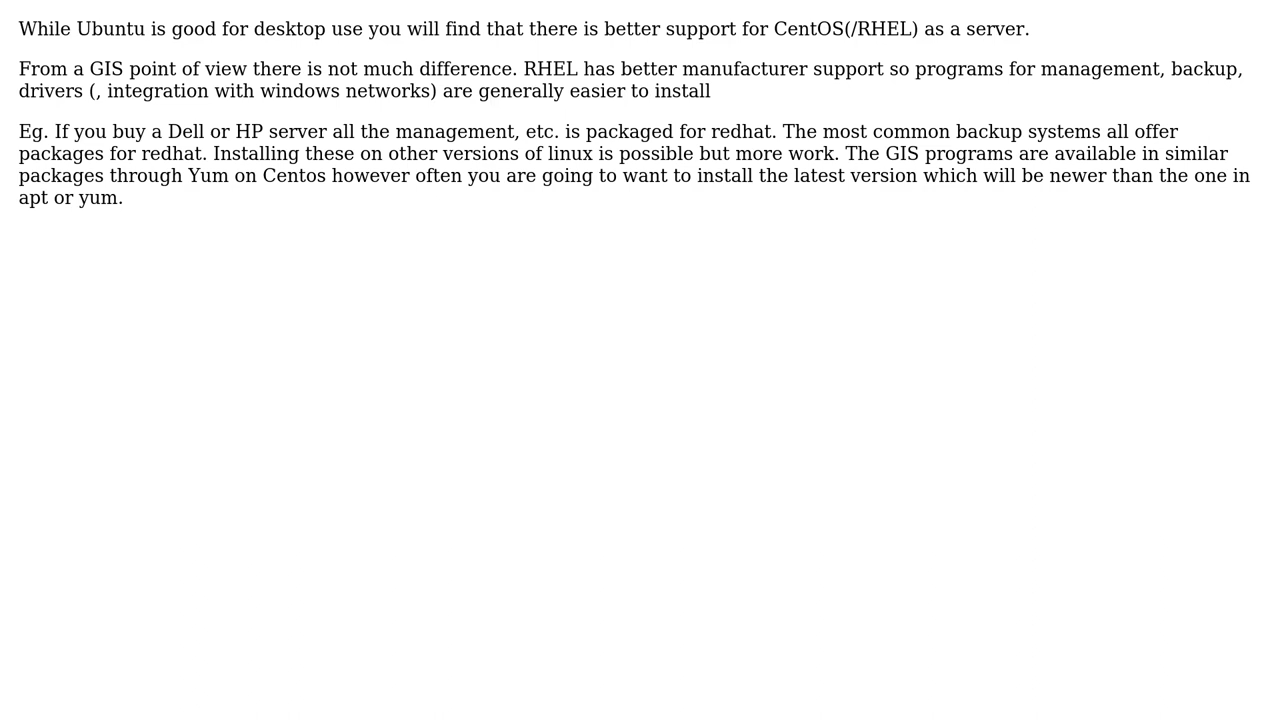 While Ubuntu is good for desktop use you will find that there is better support for CentOS(/RHEL) as a server.
From a GIS point of view there is not much difference. RHEL has better manufacturer support so programs for management, backup,
drivers (, integration with windows networks) are generally easier to install
Eg. If you buy a Dell or HP server all the management, etc. is packaged for redhat. The most common backup systems all offer
packages for redhat. Installing these on other versions of linux is possible but more work. The GIS programs are available in similar
packages through Yum on Centos however often you are going to want to install the latest version which will be newer than the one in
apt or yum.